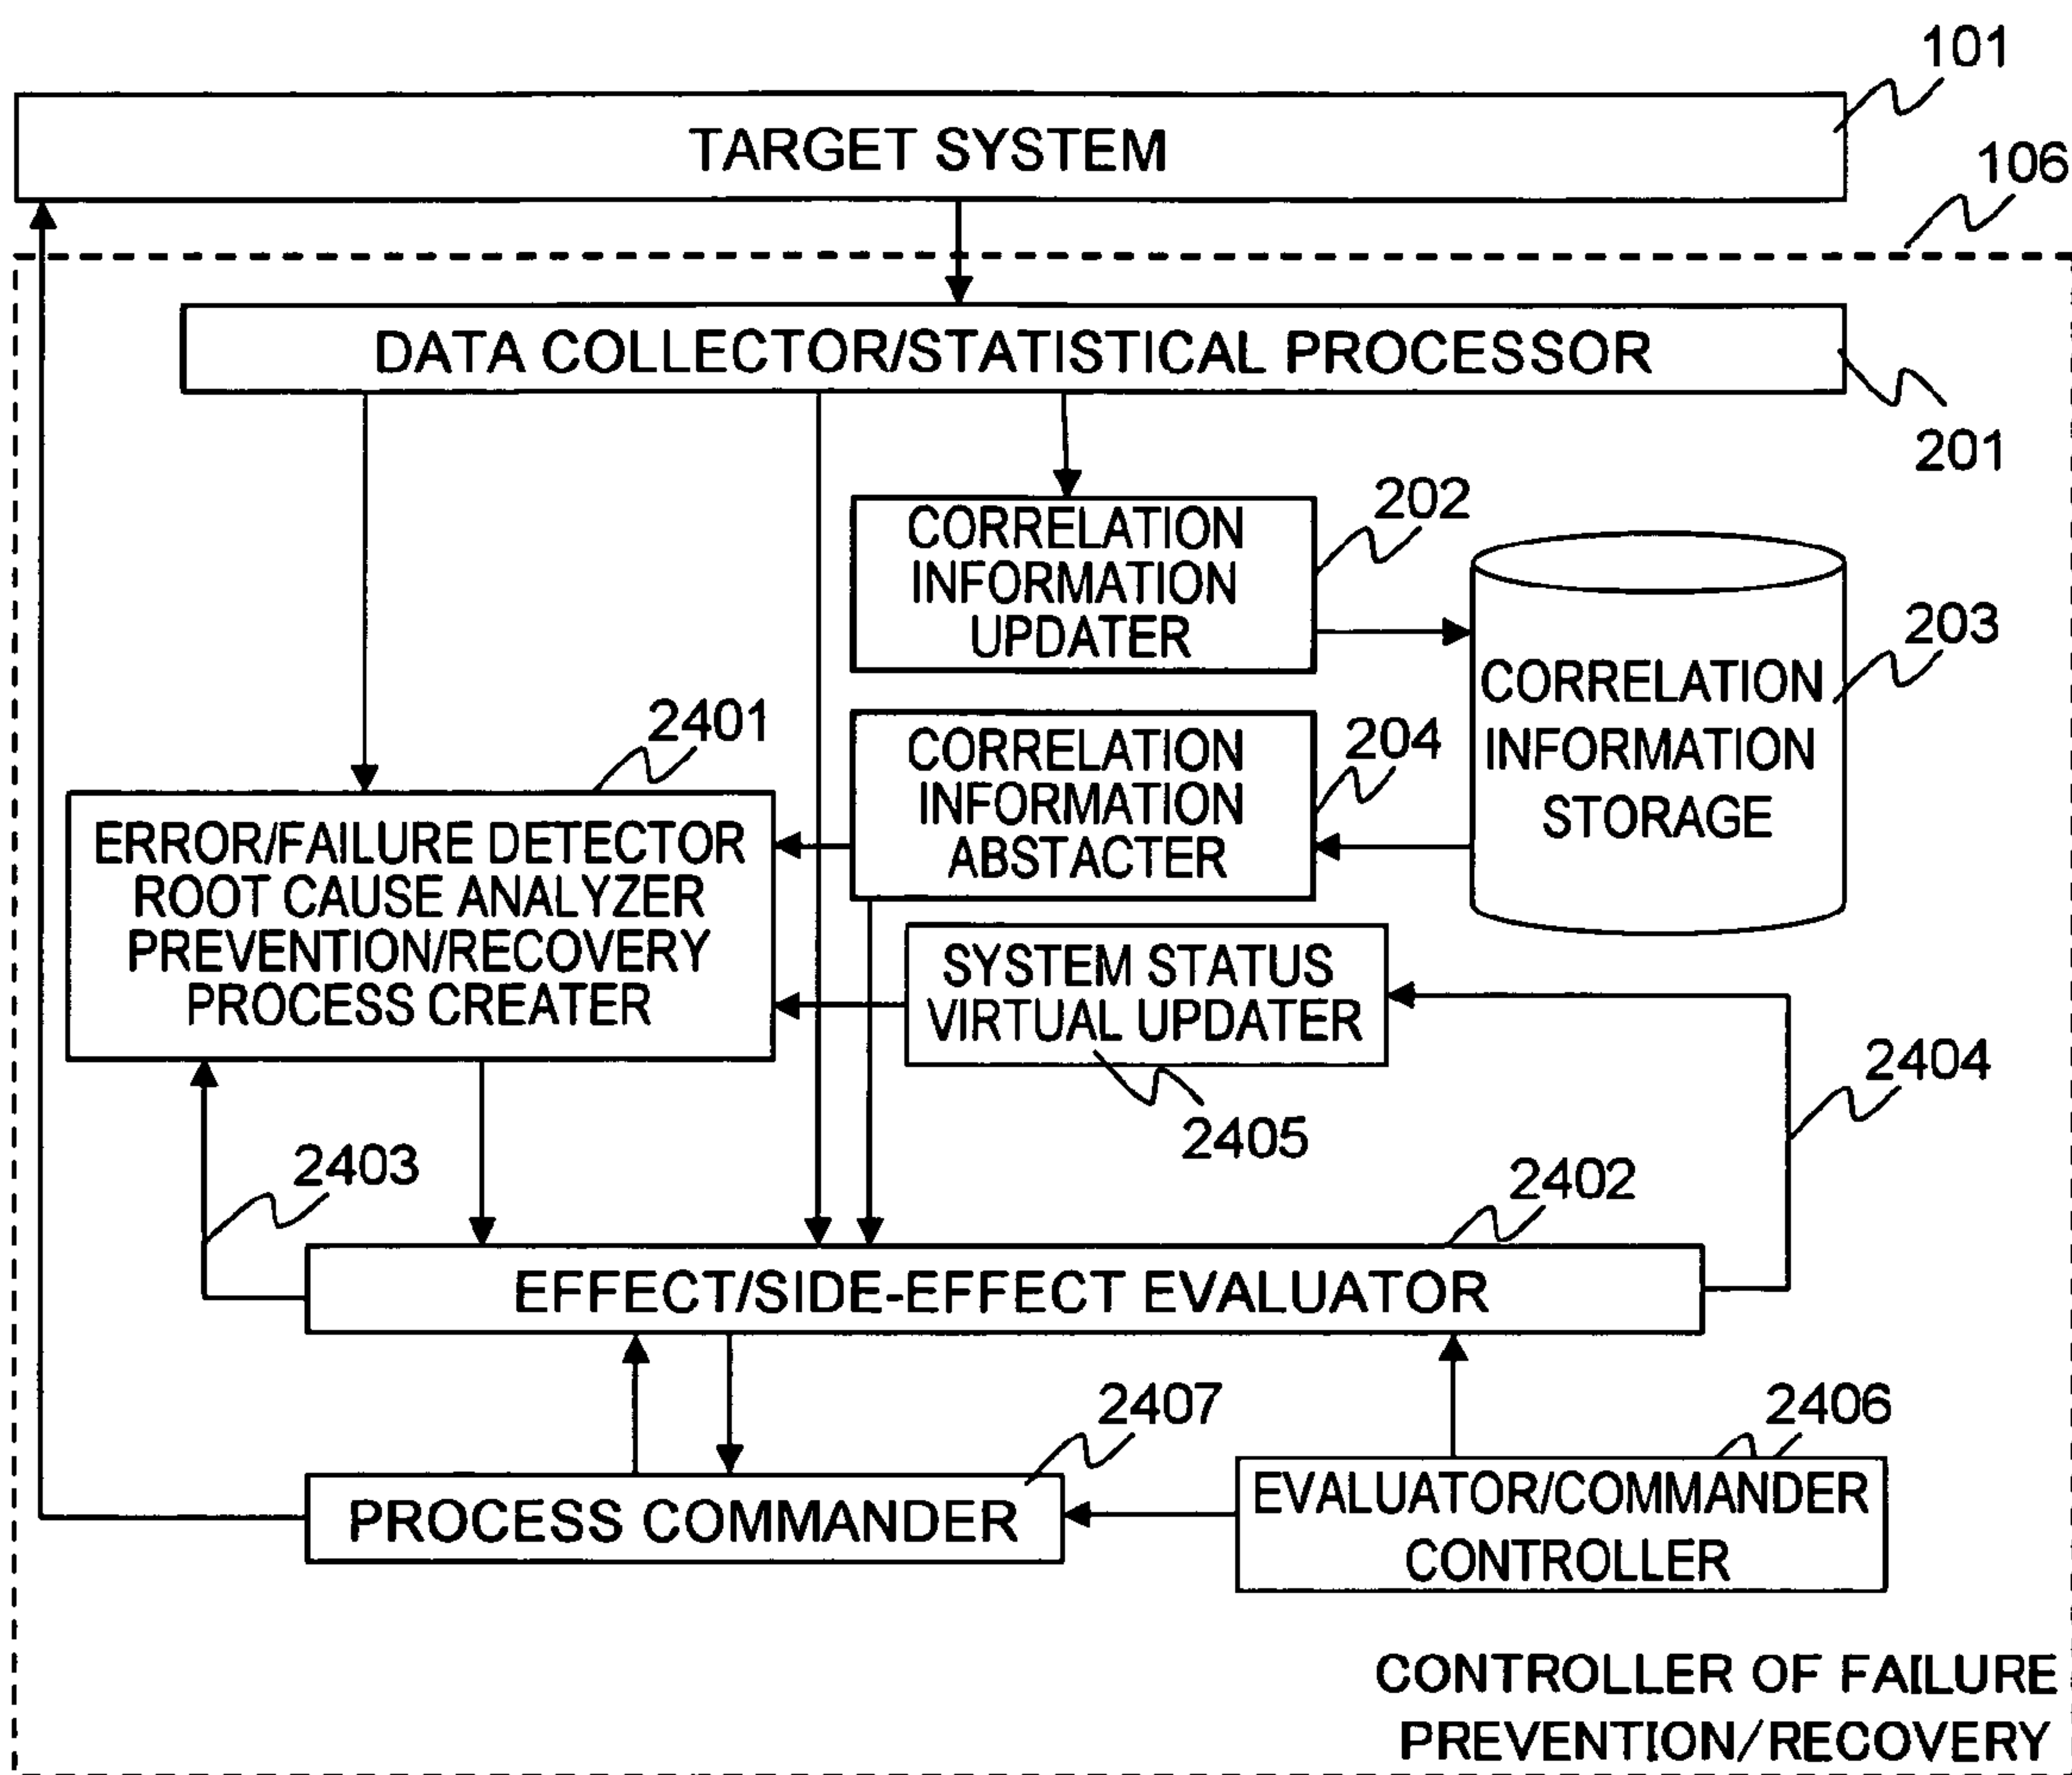 101
TARGET SYSTEM
106
DATA COLLECTOR/STATISTICAL PROCESSOR
201
CORRELATION
INFORMATION
UPDATER
202
CORRELATION
INFORMATION
STORAGE
203
2401
CORRELATION
INFORMATION
ABSTACTER
204
ERROR/FAILURE DETECTOR
ROOT CAUSE ANALYZER
PREVENTION/RECOVERY
PROCESS CREATER
SYSTEM STATUS
VIRTUAL UPDATER
2405
2404
2403
2402
EFFECT/SIDE-EFFECT EVALUATOR
2407
2406
PROCESS COMMANDER
EVALUATOR/COMMANDER
CONTROLLER
CONTROLLER OF FAILURE
PREVENTION/RECOVERY